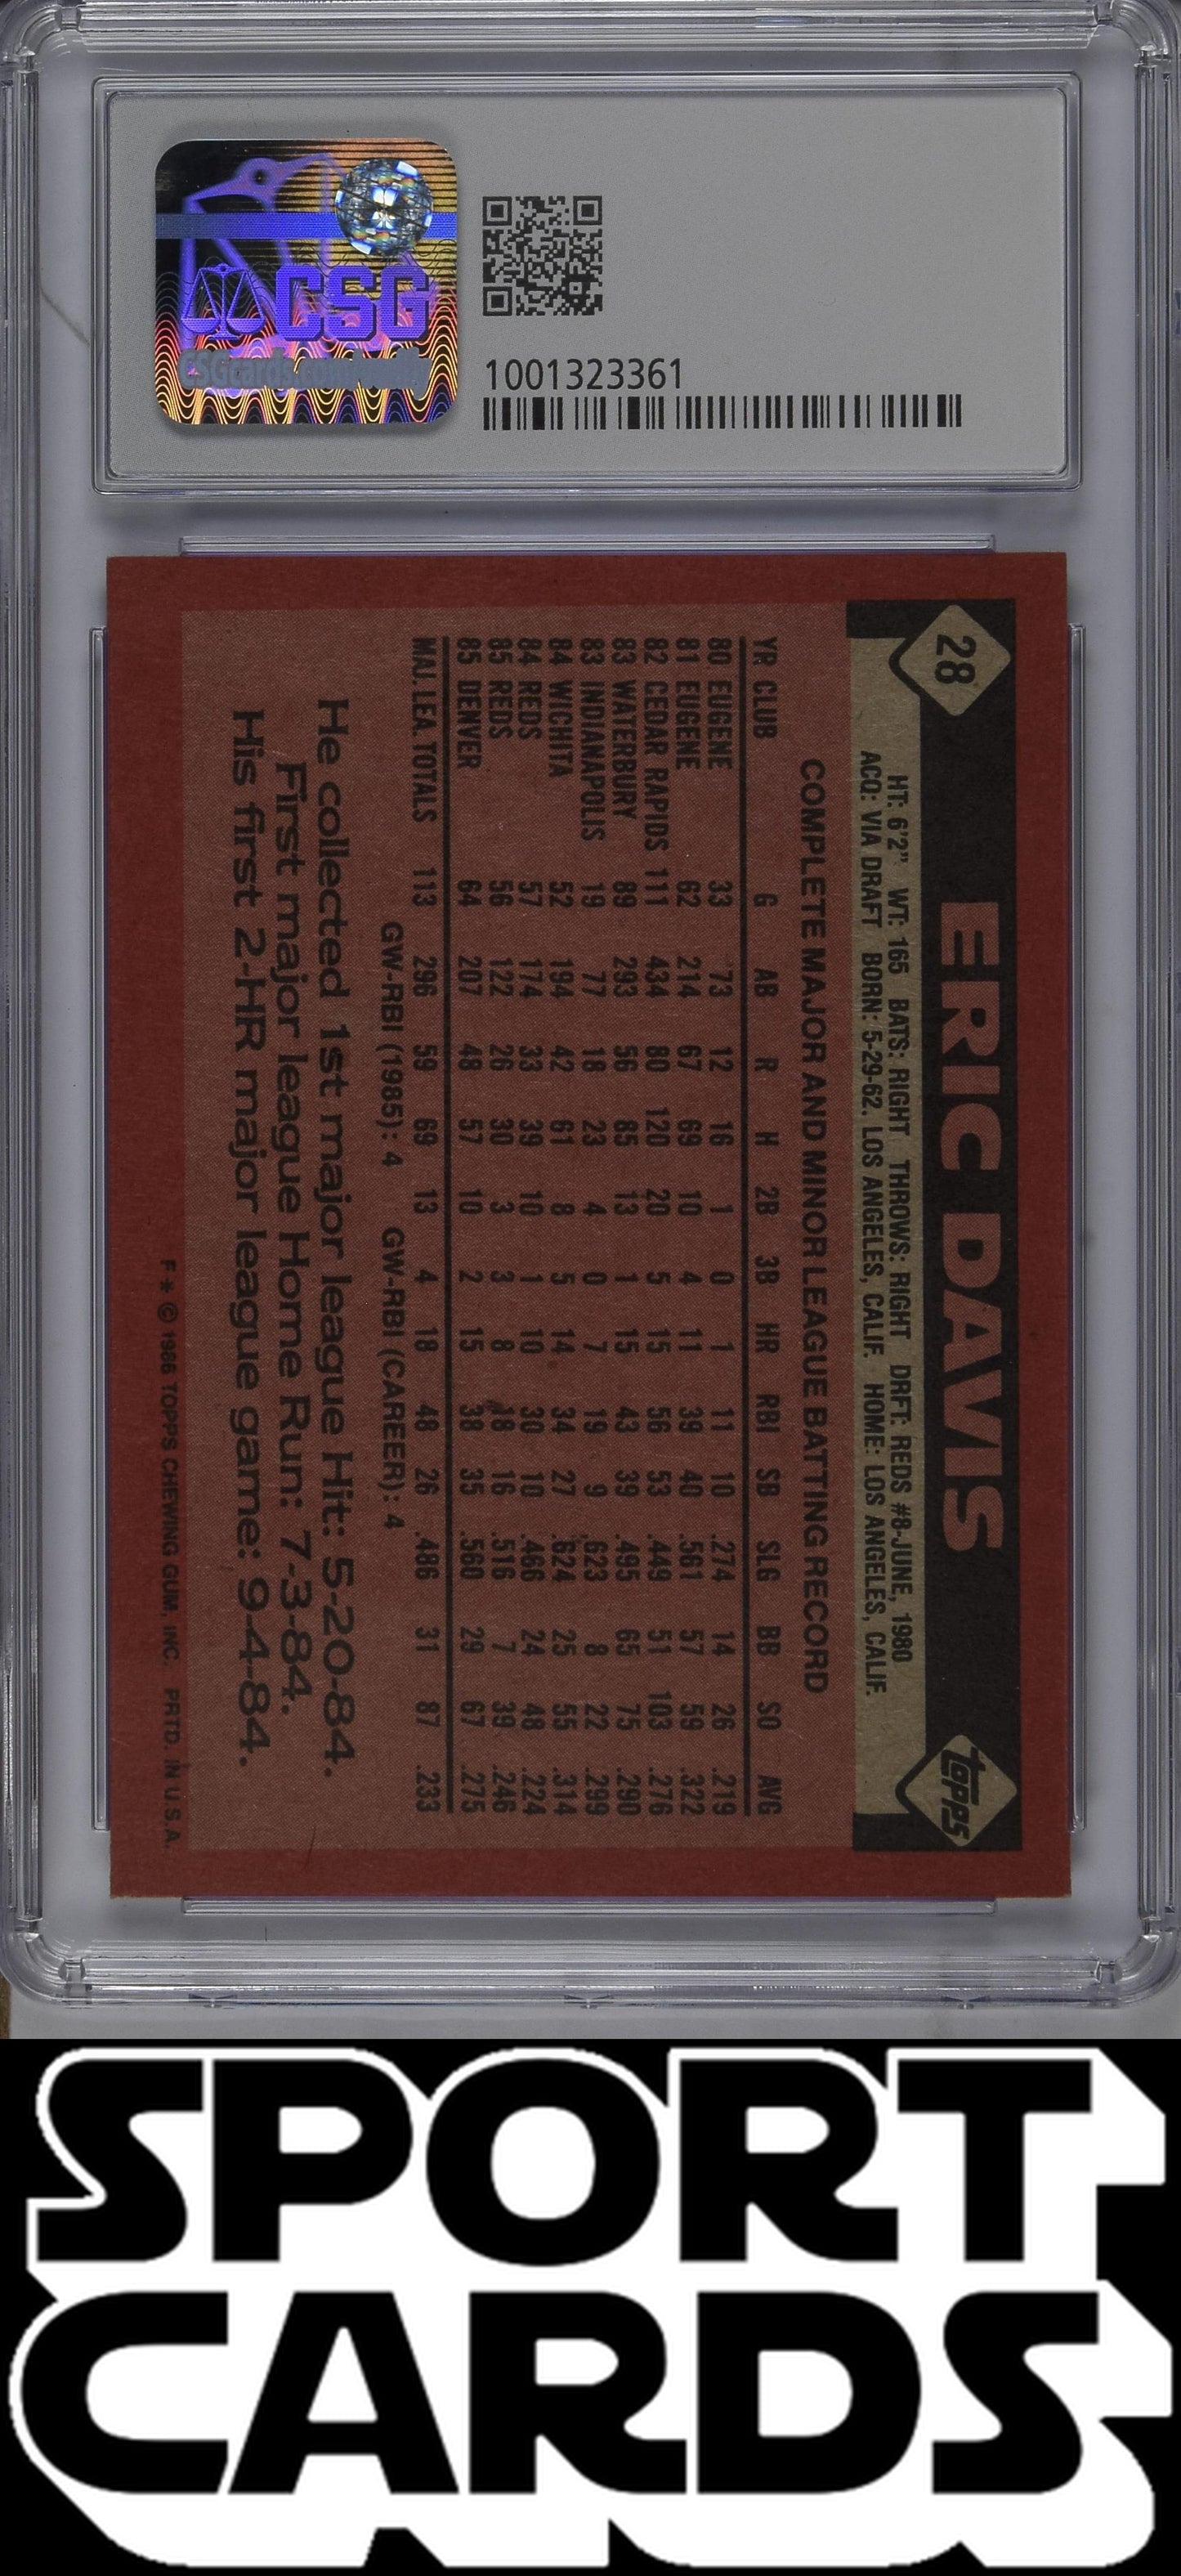 CSG
1001323361
28
ERIC DAVIS
topps
HT: 6'2" WT: 165 BATS: RIGHT THROWS: RIGHT DRFT: REDS #8-JUNE, 1980
ACQ: VIA DRAFT BORN: 5-29-62, LOS ANGELES, CALIF. HOME: LOS ANGELES, CALIF.
COMPLETE MAJOR AND MINOR LEAGUE BATTING RECORD
YR CLUB G AB R H 2B 3B HR RBI SB SLG BB SO AVG
80 EUGENE 33 73 12 16 1 0 1 11 10 .274 14 26 .219
81 EUGENE 62 214 67 69 10 4 11 39 40 .561 57 59 .322
82 CEDAR RAPIDS 111 434 80 120 20 5 15 56 53 .449 51 103 .276
83 WATERBURY 89 293 56 85 13 1 15 43 39 .495 65 75 .290
83 INDIANAPOLIS 19 77 18 23 4 0 7 19 9 .623 8 22 .299
84 WICHITA 52 194 42 61 8 5 14 34 27 .624 25 55 .314
84 REDS 57 174 33 39 10 1 10 30 10 .466 24 48 .224
85 REDS 56 122 26 30 3 3 8 18 16 .516 7 39 .246
85 DENVER 64 207 48 57 10 2 15 38 35 .560 29 67 .275
MAJ. LEA. TOTALS 113 296 59 69 13 4 18 48 26 .486 31 87 .233
GW-RBI (1985): 4 GW-RBI (CAREER): 4
He collected 1st major league Hit: 5-20-84.
First major league Home Run: 7-3-84.
His first 2-HR major league game: 9-4-84.
F * © 1986 TOPPS CHEWING GUM, INC. PRTD. IN U.S.A.
SPORT
CARDS